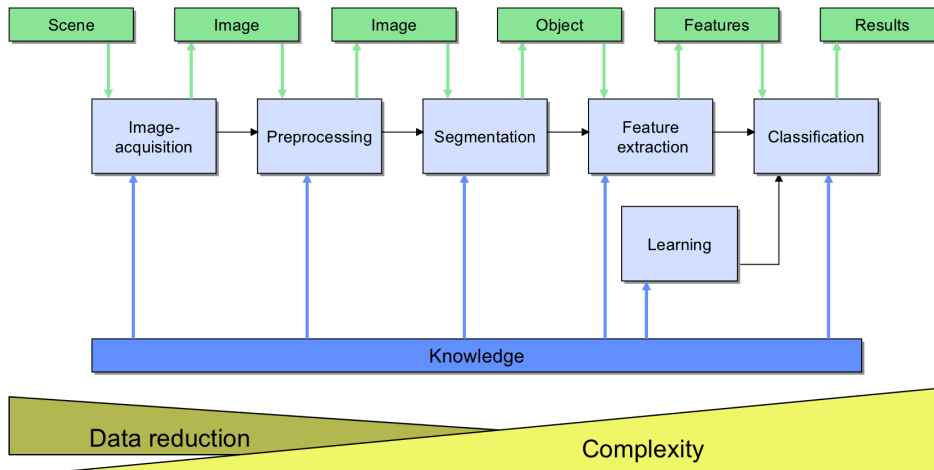 Scene
Image
Image
Object
Features
Results
Image-
acquisition
Preprocessing
Segmentation
Feature
extraction
Classification
Learning
Knowledge
Data reduction
Complexity